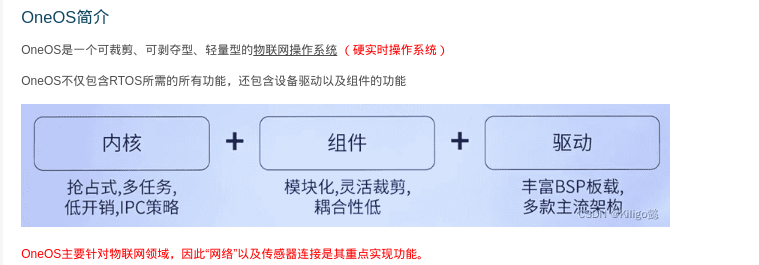 OneOS简介
OneOS是一个可裁剪、可剥夺型、轻量型的物联网操作系统（硬实时操作系统）
OneOS不仅包含RTOS所需的所有功能，还包含设备驱动以及组件的功能
内核 + 组件 + 驱动
抢占式,多任务, 模块化,灵活裁剪, 丰富BSP板载,
低开销,IPC策略 耦合性低 多款主流架构
CSDN @Kiligo懿
OneOS主要针对物联网领域，因此“网络”以及传感器连接是其重点实现功能。